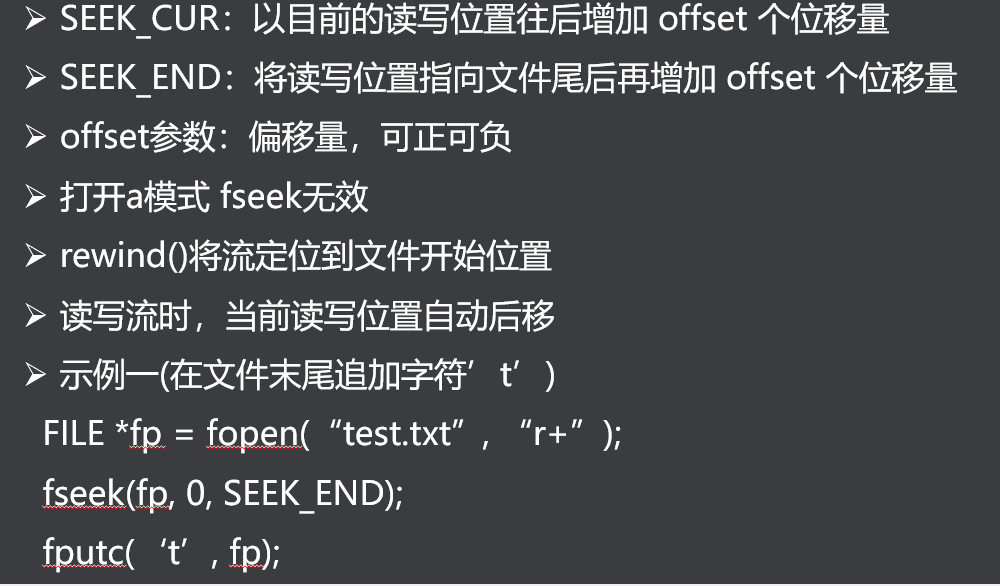 ➢ SEEK_CUR：以目前的读写位置往后增加 offset 个位移量
➢ SEEK_END：将读写位置指向文件尾后再增加 offset 个位移量
➢ offset参数：偏移量，可正可负
➢ 打开a模式 fseek无效
➢ rewind()将流定位到文件开始位置
➢ 读写流时，当前读写位置自动后移
➢ 示例一(在文件末尾追加字符’t’)
FILE *fp = fopen(“test.txt”, “r+”);
fseek(fp, 0, SEEK_END);
fputc(‘t’, fp);